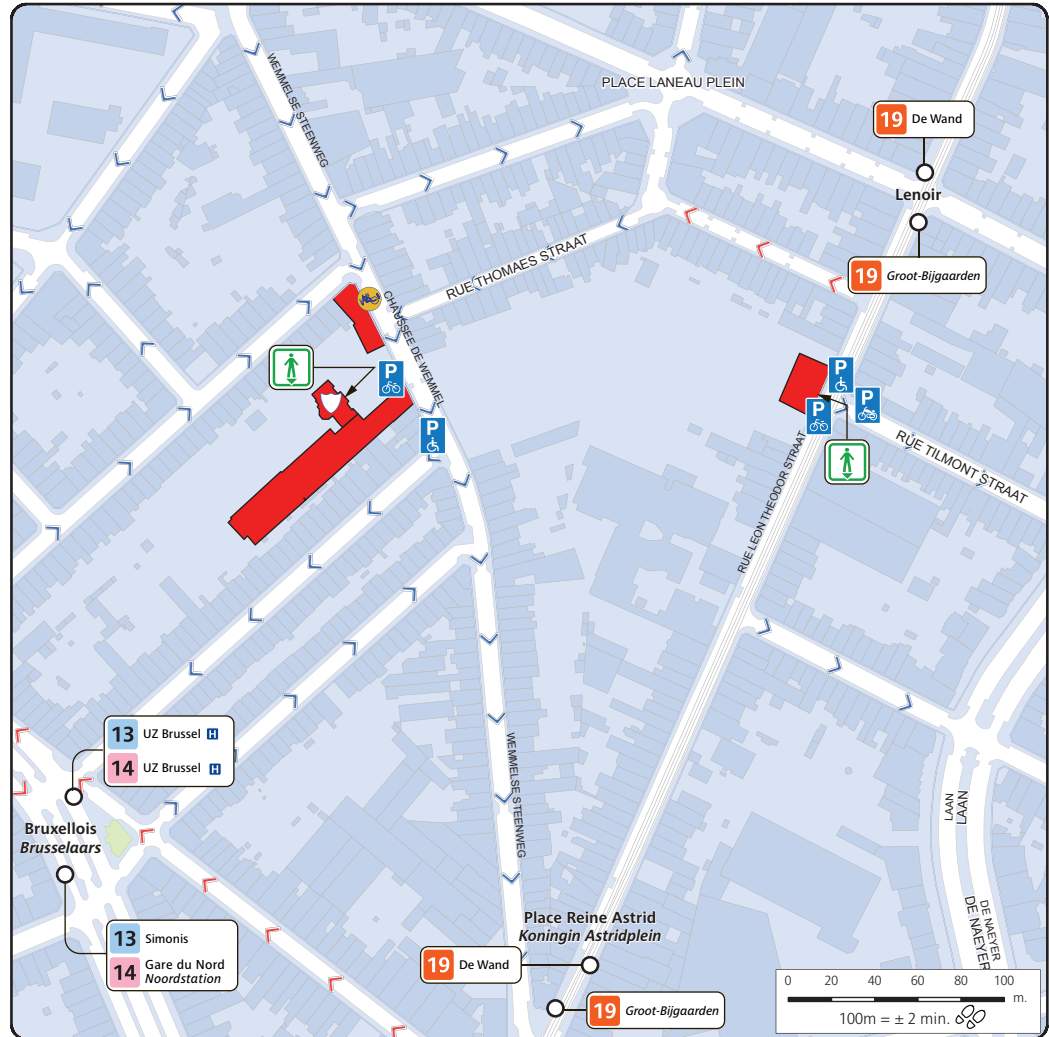 WEMMELSE STEENWEG
PLACE LANEAU PLEIN
19 De Wand
Lenoir
19 Groot-Bijgaarden
RUE THOMAES STRAAT
CHAUSSEE DE WEMMEL
P
P
P
P
P
RUE TILMONT STRAAT
RUE LEON THEODOR STRAAT
13 UZ Brussel H
14 UZ Brussel H
Bruxellois
Brusselaars
13 Simonis
14 Gare du Nord
Noordstation
WEMMELSE STEENWEG
LAAN
LAAN
DE NAEYER
DE NAEYER
Place Reine Astrid
Koningin Astridplein
19 De Wand
19 Groot-Bijgaarden
0 20 40 60 80 100
m.
100m = ± 2 min.